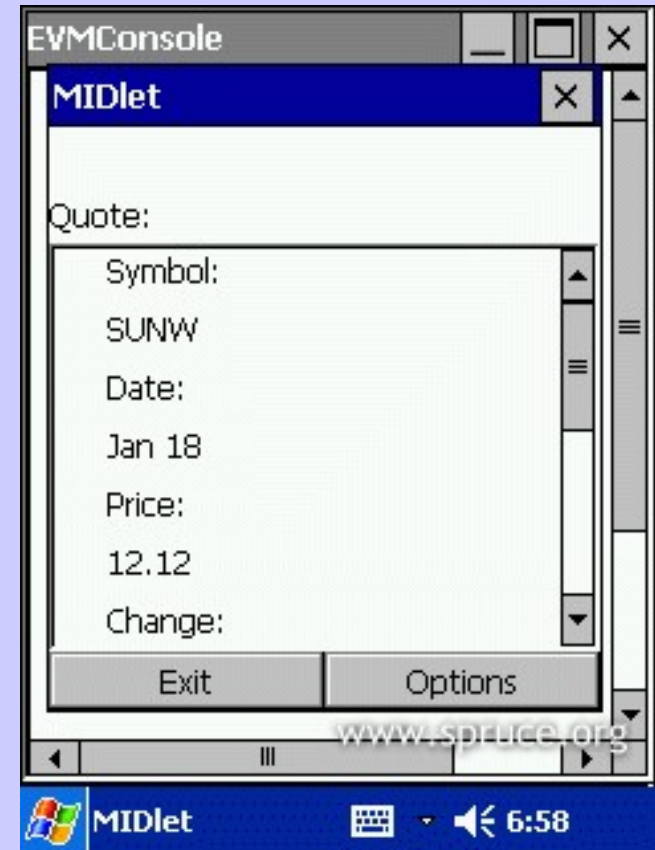 EVMConsole
MIDlet
Quote:
Symbol:
SUNW
Date:
Jan 18
Price:
12.12
Change:
Exit Options
www.spruce.org
MIDlet 6:58